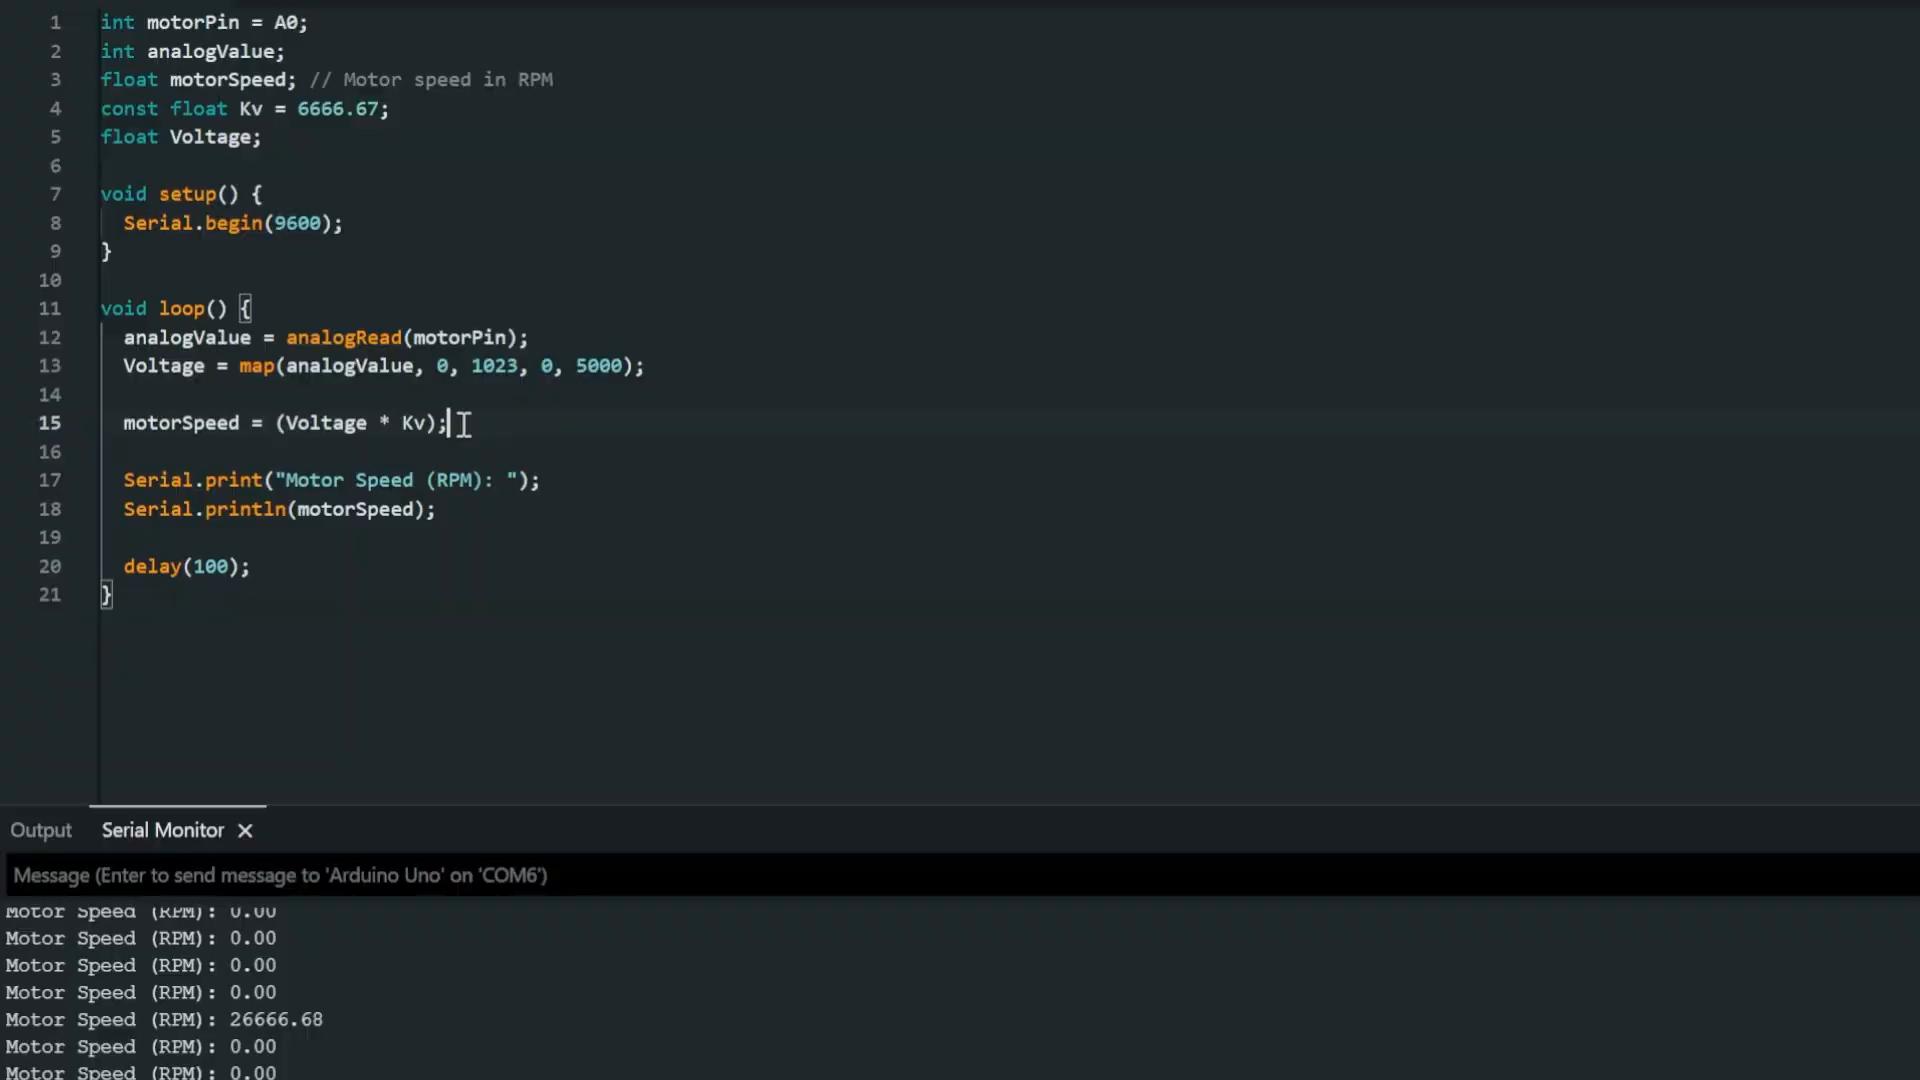 1 int motorPin = A0;
2 int analogValue;
3 float motorSpeed; // Motor speed in RPM
4 const float Kv = 6666.67;
5 float Voltage;
6
7 void setup() {
8 Serial.begin(9600);
9 }
10
11 void loop() {
12 analogValue = analogRead(motorPin);
13 Voltage = map(analogValue, 0, 1023, 0, 5000);
14
15 motorSpeed = (Voltage * Kv);
16
17 Serial.print("Motor Speed (RPM): ");
18 Serial.println(motorSpeed);
19
20 delay(100);
21 }
Output Serial Monitor
Message (Enter to send message to 'Arduino Uno' on 'COM6')
Motor Speed (RPM): 0.00
Motor Speed (RPM): 0.00
Motor Speed (RPM): 0.00
Motor Speed (RPM): 0.00
Motor Speed (RPM): 26666.68
Motor Speed (RPM): 0.00
Motor Speed (RPM): 0.00